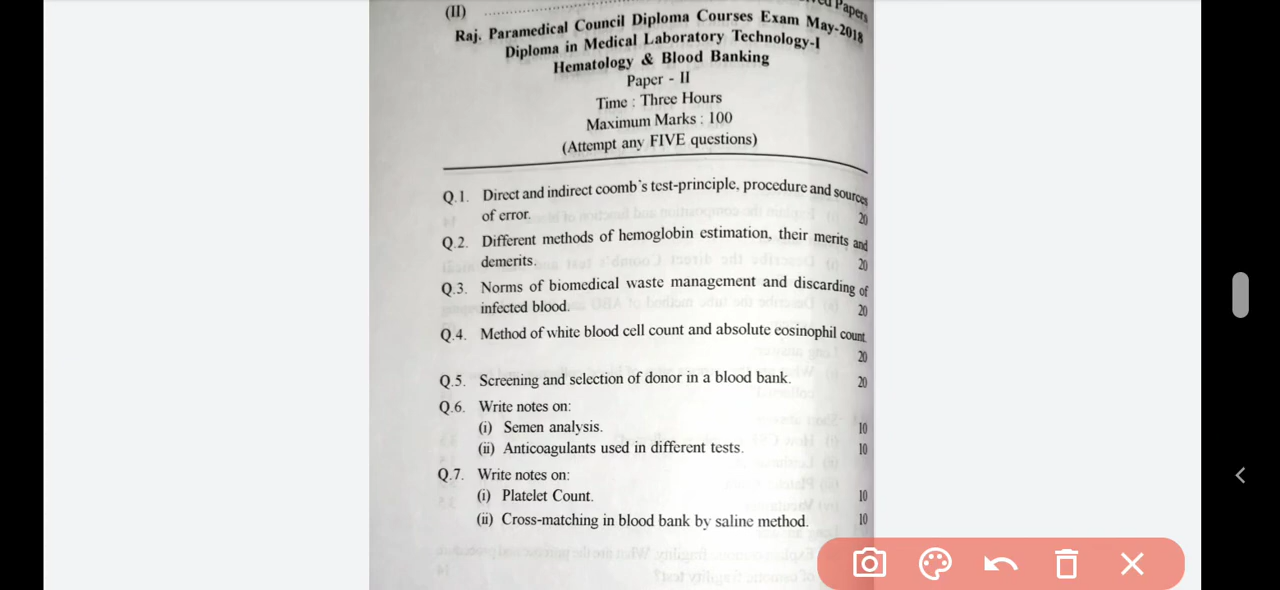 (II) Papers
Raj. Paramedical Council Diploma Courses Exam May-2018
Diploma in Medical Laboratory Technology-I
Hematology & Blood Banking
Paper - II
Time : Three Hours
Maximum Marks : 100
(Attempt any FIVE questions)
Q.1. Direct and indirect coomb's test-principle, procedure and sources
of error. 20
Q.2. Different methods of hemoglobin estimation, their merits and
demerits. 20
Q.3. Norms of biomedical waste management and discarding of
infected blood. 20
Q.4. Method of white blood cell count and absolute eosinophil count
20
Q.5. Screening and selection of donor in a blood bank. 20
Q.6. Write notes on:
(i) Semen analysis. 10
(ii) Anticoagulants used in different tests. 10
Q.7. Write notes on:
(i) Platelet Count. 10
(ii) Cross-matching in blood bank by saline method. 10